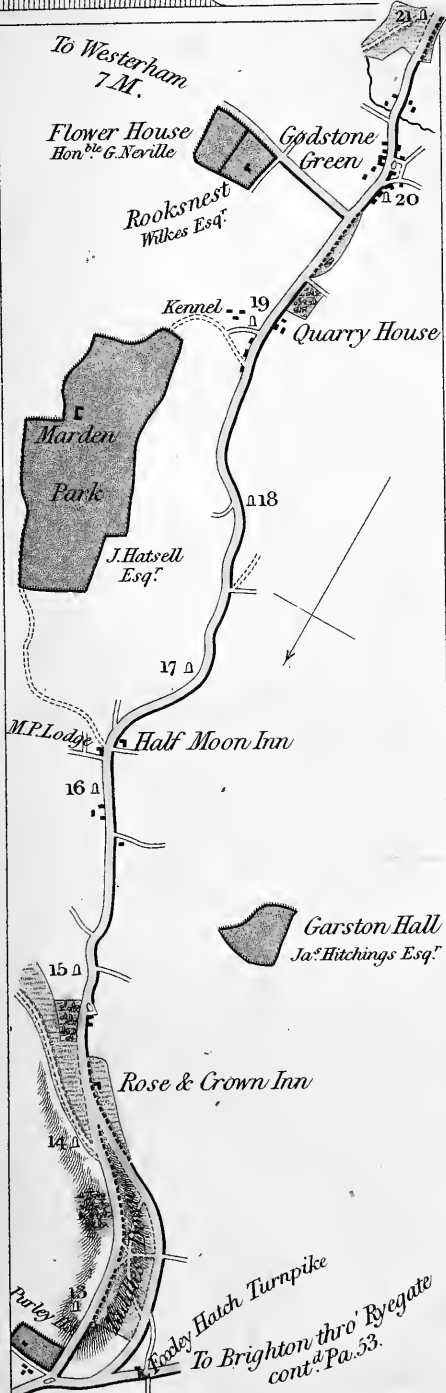 21
To Westerham
7 M.
Flower House
Honble. G. Neville
Godstone
Green
Rooksnest
Wilkes Esqr.
20
Kennel
19
Quarry House
Marden
Park
18
J. Hatsell
Esqr.
17
M.P. Lodge
Half Moon Inn
16
Garston Hall
Jas. Hitchings Esqr.
15
Rose & Crown Inn
14
13
Purley Ho.
Foxley Hatch Turnpike
To Brighton thro' Ryegate
contd. Pa. 53.